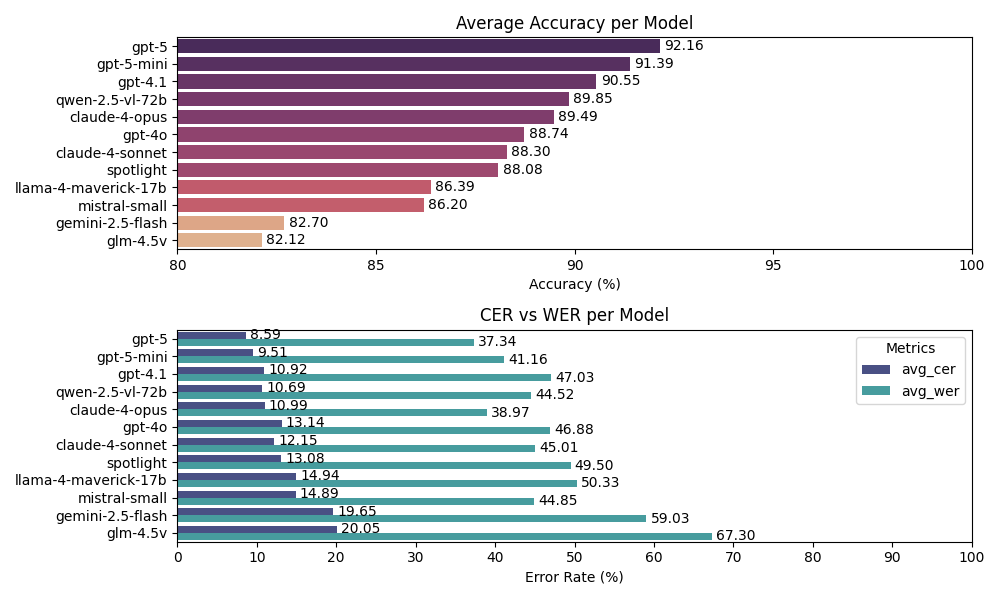 Average Accuracy per Model
gpt-5 92.16
gpt-5-mini 91.39
gpt-4.1 90.55
qwen-2.5-vl-72b 89.85
claude-4-opus 89.49
gpt-4o 88.74
claude-4-sonnet 88.30
spotlight 88.08
llama-4-maverick-17b 86.39
mistral-small 86.20
gemini-2.5-flash 82.70
glm-4.5v 82.12
80 85 90 95 100
Accuracy (%)
CER vs WER per Model
Metrics
avg_cer
avg_wer
gpt-5 8.59 37.34
gpt-5-mini 9.51 41.16
gpt-4.1 10.92 47.03
qwen-2.5-vl-72b 10.69 44.52
claude-4-opus 10.99 38.97
gpt-4o 13.14 46.88
claude-4-sonnet 12.15 45.01
spotlight 13.08 49.50
llama-4-maverick-17b 14.94 50.33
mistral-small 14.89 44.85
gemini-2.5-flash 19.65 59.03
glm-4.5v 20.05 67.30
0 10 20 30 40 50 60 70 80 90 100
Error Rate (%)